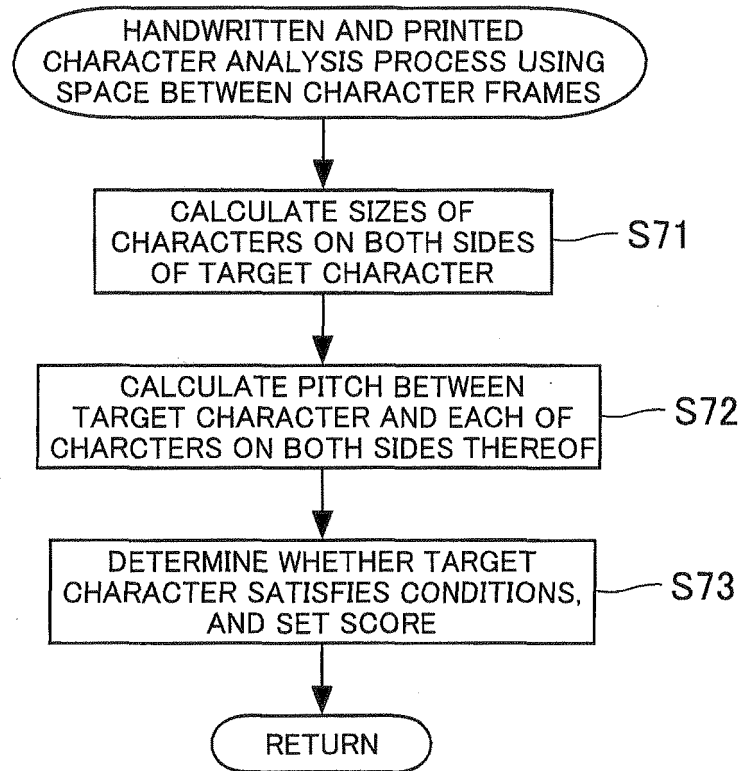 HANDWRITTEN AND PRINTED
CHARACTER ANALYSIS PROCESS USING
SPACE BETWEEN CHARACTER FRAMES
CALCULATE SIZES OF
CHARACTERS ON BOTH SIDES
OF TARGET CHARACTER
S71
CALCULATE PITCH BETWEEN
TARGET CHARACTER AND EACH OF
CHARCTERS ON BOTH SIDES THEREOF
S72
DETERMINE WHETHER TARGET
CHARACTER SATISFIES CONDITIONS,
AND SET SCORE
S73
RETURN